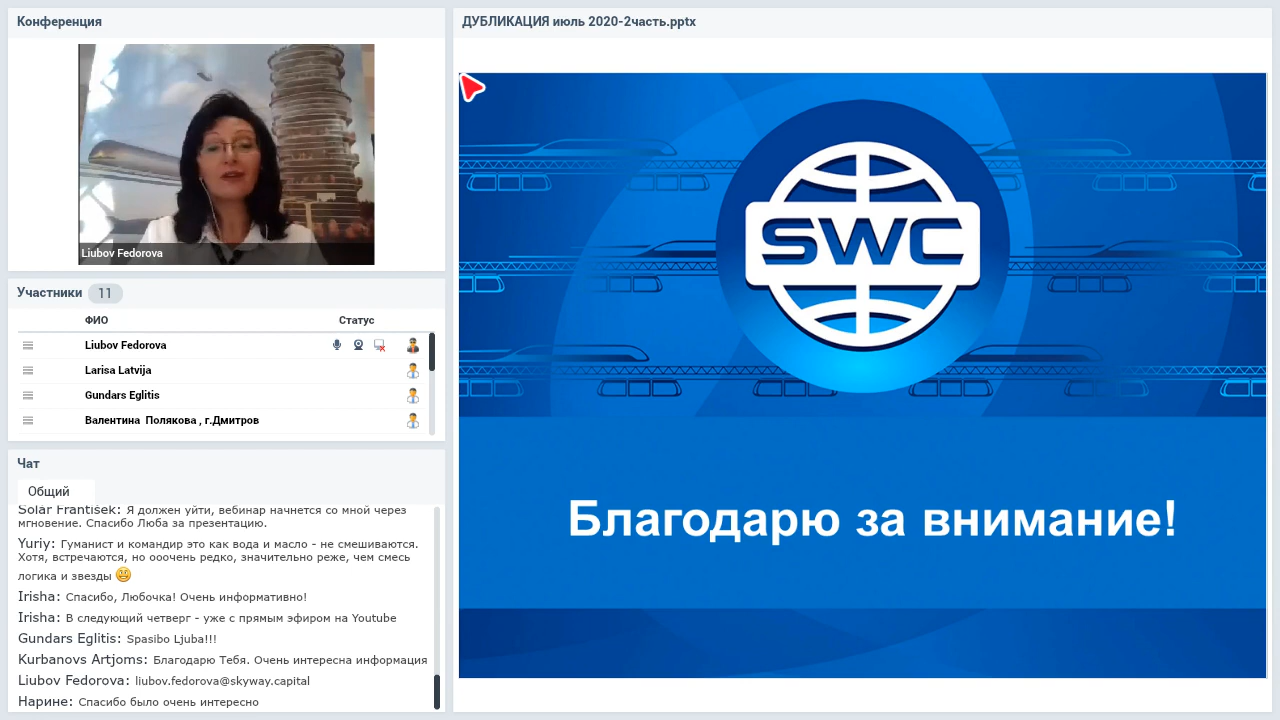 Конференция
Liubov Fedorova
Участники 11
ФИО Статус
Liubov Fedorova
Larisa Latvija
Gundars Eglitis
Валентина Полякова , г.Дмитров
Чат
Общий
Solar František: Я должен уйти, вебинар начнется со мной через
мгновение. Спасибо Люба за презентацию.
Yuriy: Гуманист и командир это как вода и масло - не смешиваются.
Хотя, встречаются, но ооочень редко, значительно реже, чем смесь
логика и звезды
Irisha: Спасибо, Любочка! Очень информативно!
Irisha: В следующий четверг - уже с прямым эфиром на Youtube
Gundars Eglitis: Spasibo Ljuba!!!
Kurbanovs Artjoms: Благодарю Тебя. Очень интересна информация
Liubov Fedorova: liubov.fedorova@skyway.capital
Нарине: Спасибо было очень интересно
ДУБЛИКАЦИЯ июль 2020-2часть.pptx
SWC
Благодарю за внимание!